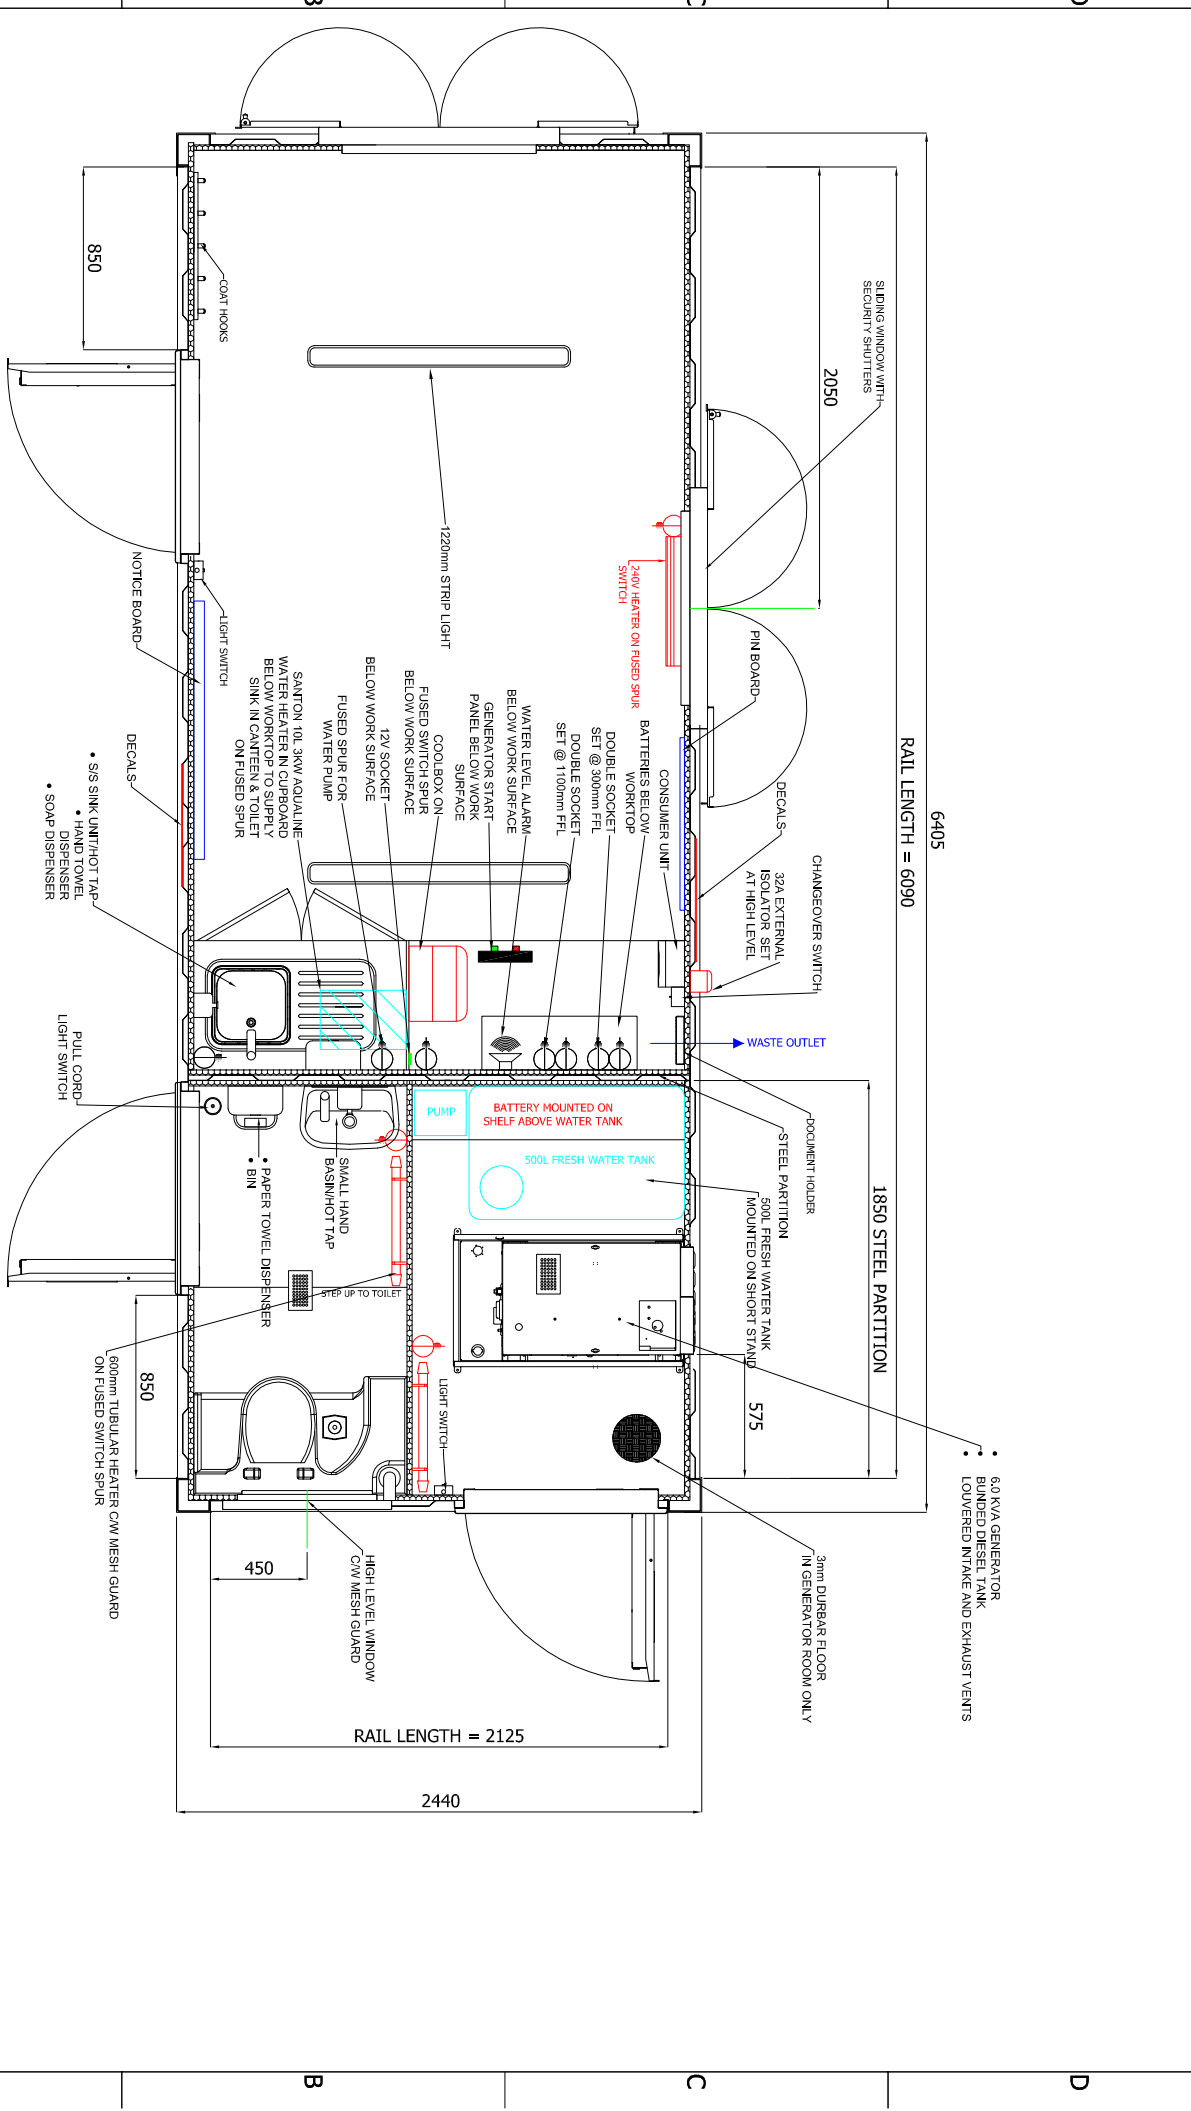 B
C
D
6405
RAIL LENGTH = 6090
2050
1850 STEEL PARTITION
575
SLIDING WINDOW WITH
SECURITY SHUTTERS
PIN BOARD
DECALS
CHANGEOVER SWITCH
32A EXTERNAL
ISOLATOR SET
AT HIGH LEVEL
WASTE OUTLET
DOCUMENT HOLDER
STEEL PARTITION
500L FRESH WATER TANK
MOUNTED ON SHORT STAND
• 6.0 KVA GENERATOR
• BUNDED DIESEL TANK
• LOUVERED INTAKE AND EXHAUST VENTS
3mm DURBAR FLOOR
IN GENERATOR ROOM ONLY
240V HEATER ON FUSED SPUR
SWITCH
CONSUMER UNIT
BATTERIES BELOW
WORKTOP
DOUBLE SOCKET
SET @ 300mm FFL
DOUBLE SOCKET
SET @ 1100mm FFL
WATER LEVEL ALARM
BELOW WORK SURFACE
GENERATOR START
PANEL BELOW WORK
SURFACE
COOLBOX ON
FUSED SWITCH SPUR
BELOW WORK SURFACE
12V SOCKET
BELOW WORK SURFACE
FUSED SPUR FOR
WATER PUMP
SANTON 10L 3KW AQUALINE
WATER HEATER IN CUPBOARD
BELOW WORKTOP TO SUPPLY
SINK IN CANTEEN & TOILET
ON FUSED SPUR
1220mm STRIP LIGHT
COAT HOOKS
850
LIGHT SWITCH
NOTICE BOARD
DECALS
• S/S SINK UNIT/HOT TAP
• HAND TOWEL
DISPENSER
• SOAP DISPENSER
PULL CORD
LIGHT SWITCH
PUMP
BATTERY MOUNTED ON
SHELF ABOVE WATER TANK
500L FRESH WATER TANK
SMALL HAND
BASIN/HOT TAP
• PAPER TOWEL DISPENSER
• BIN
STEP UP TO TOILET
LIGHT SWITCH
850
600mm TUBULAR HEATER C/W MESH GUARD
ON FUSED SWITCH SPUR
HIGH LEVEL WINDOW
C/W MESH GUARD
450
RAIL LENGTH = 2125
2440
B
C
D